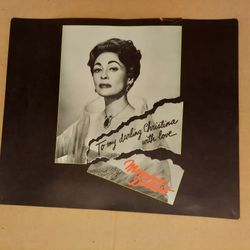 To my darling Christina
with love...
Mommie
Dearest